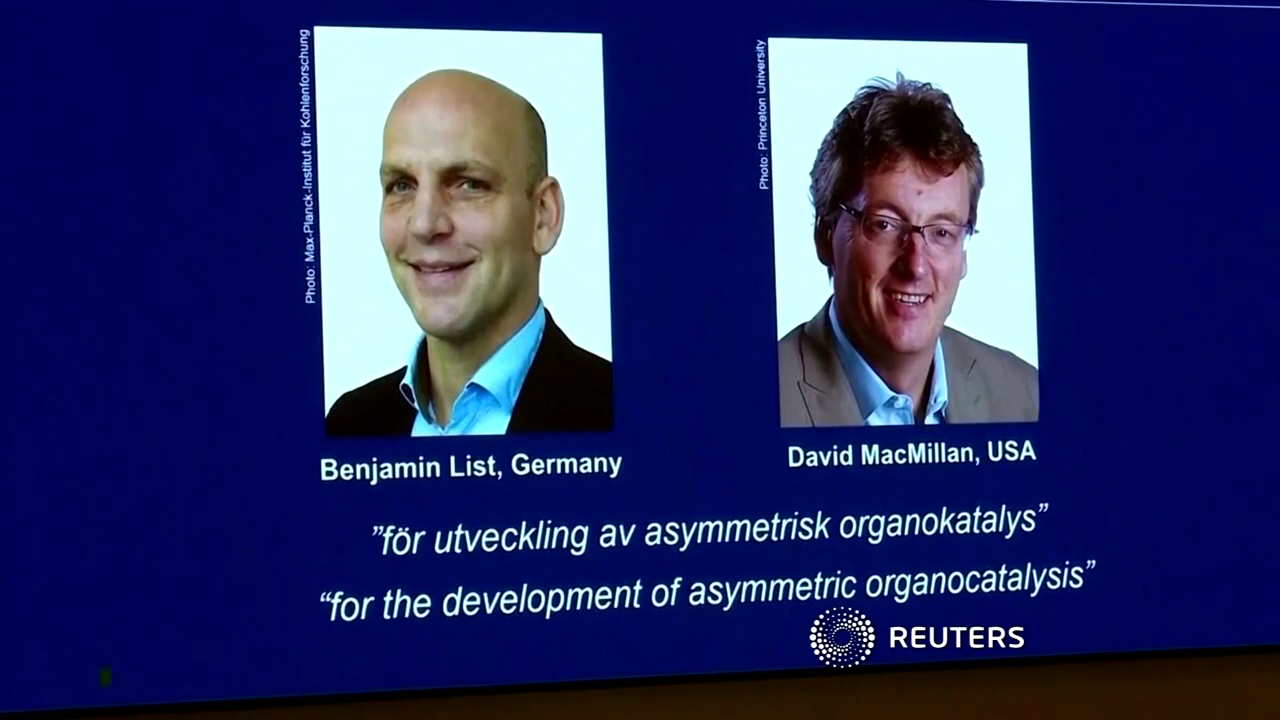 Photo: Max-Planck-Institut für Kohlenforschung
Photo: Princeton University
Benjamin List, Germany
David MacMillan, USA
”för utveckling av asymmetrisk organokatalys”
“for the development of asymmetric organocatalysis”
REUTERS